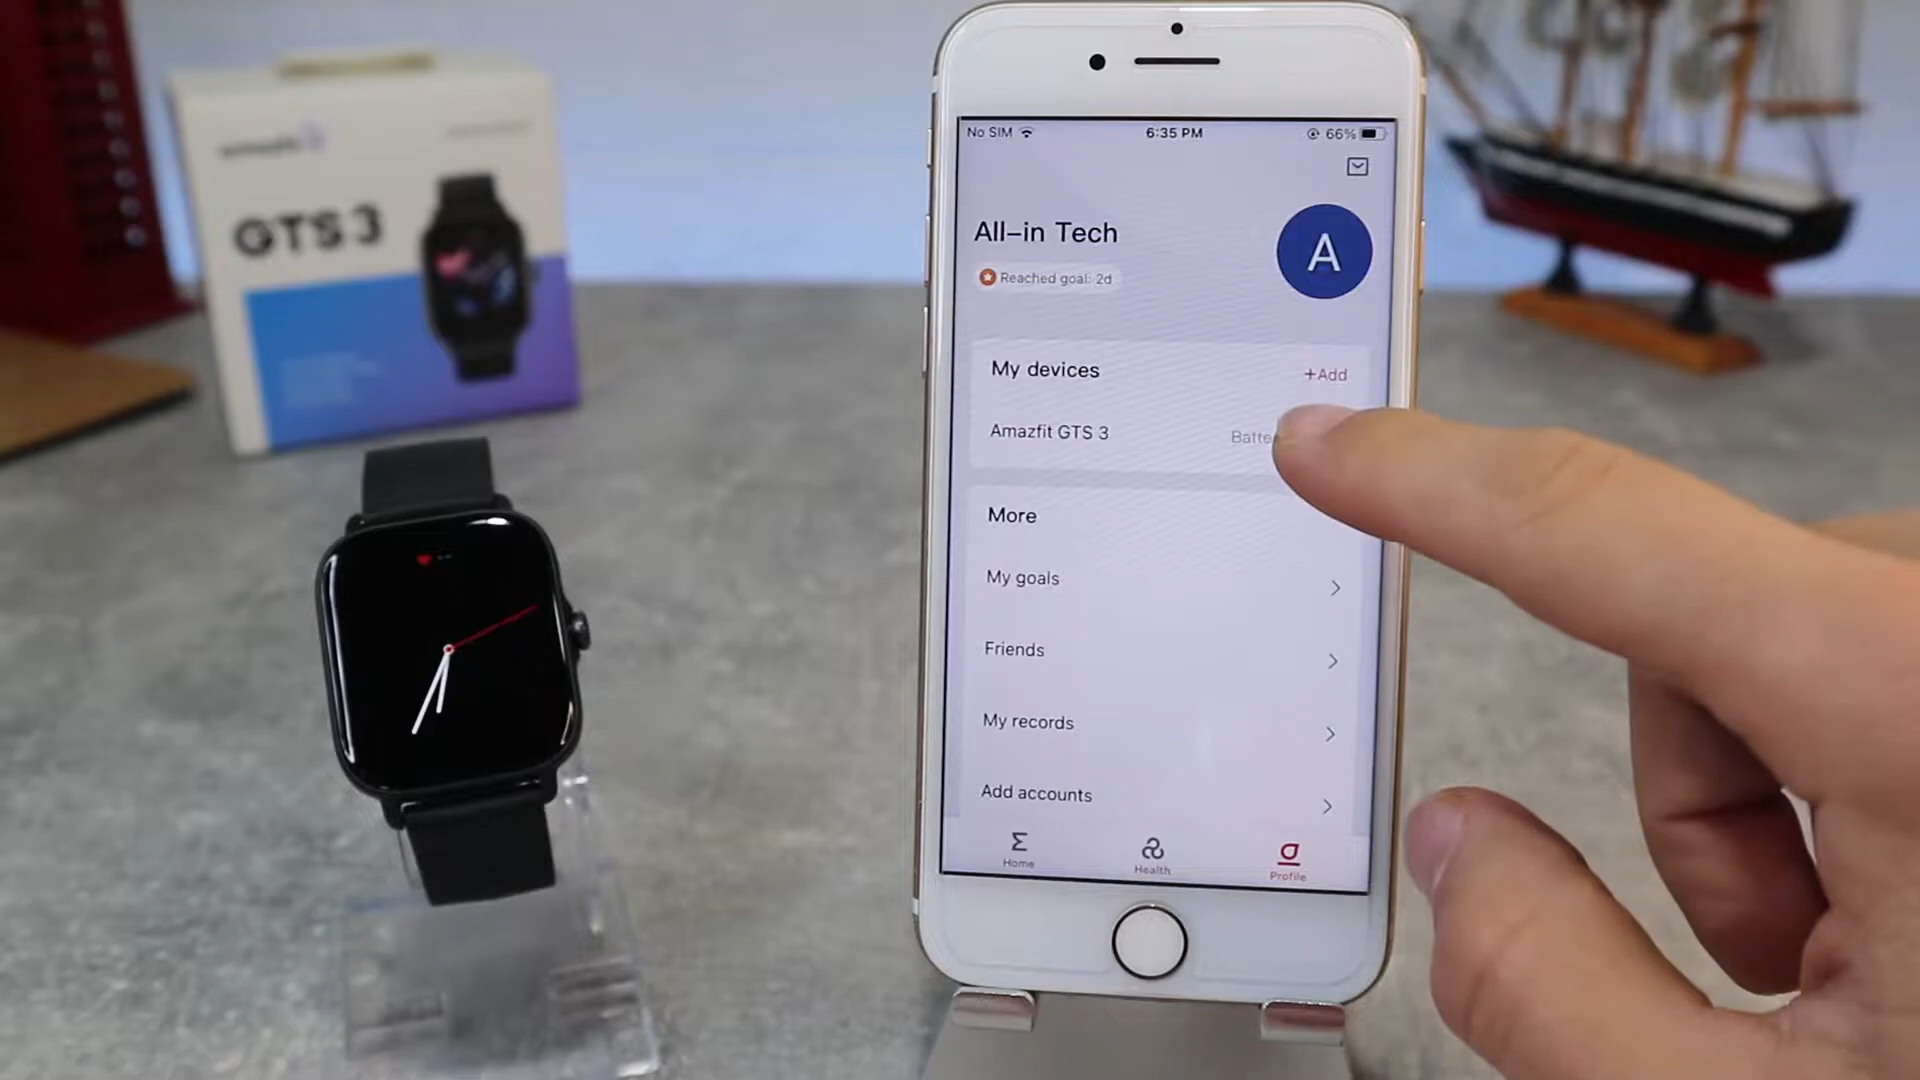 GTS 3
No SIM
6:35 PM
66%
All-in Tech
A
Reached goal: 2d
My devices
+Add
Amazfit GTS 3
More
My goals
Friends
My records
Add accounts
Home
Health
Profile